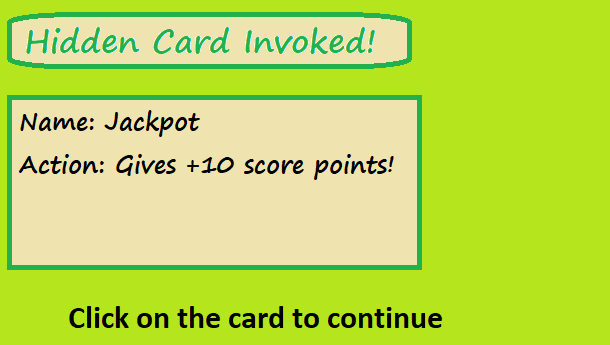 Hidden Card Invoked!
Name: Jackpot
Action: Gives +10 score points!
Click on the card to continue